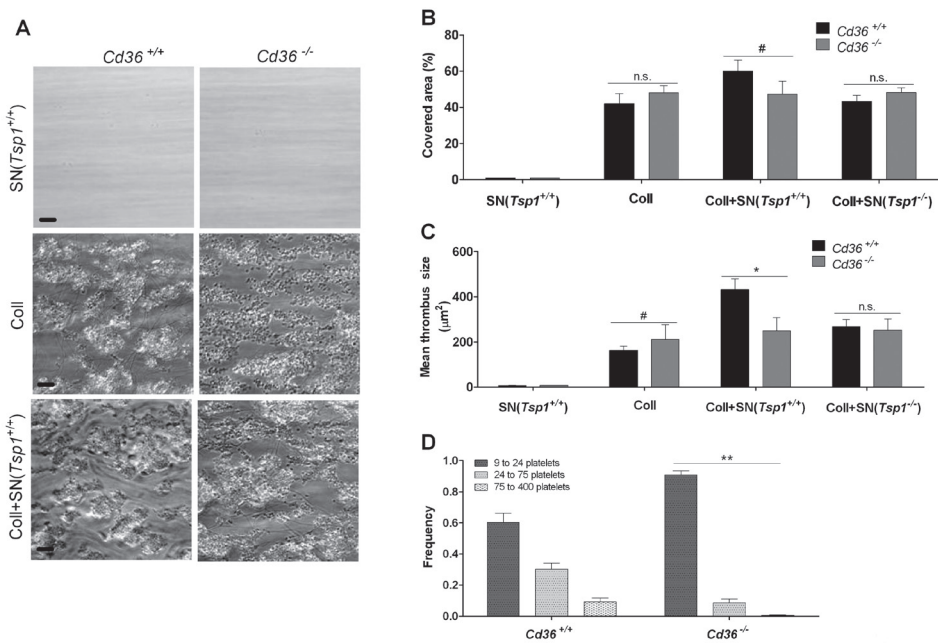 A
Cd36 +/+
Cd36 -/-
SN(Tsp1+/+)
Coll
Coll+SN(Tsp1+/+)
B
Cd36 +/+
Cd36 -/-
80
60
40
20
0
Covered area (%)
n.s.
#
n.s.
SN(Tsp1+/+)
Coll
Coll+SN(Tsp1+/+)
Coll+SN(Tsp1-/-)
C
Cd36 +/+
Cd36 -/-
600
400
200
0
Mean thrombus size
(µm²)
#
*
n.s.
SN(Tsp1+/+)
Coll
Coll+SN(Tsp1+/+)
Coll+SN(Tsp1-/-)
D
9 to 24 platelets
24 to 75 platelets
75 to 400 platelets
**
1.0
0.8
0.6
0.4
0.2
0.0
Frequency
Cd36 +/+
Cd36 -/-